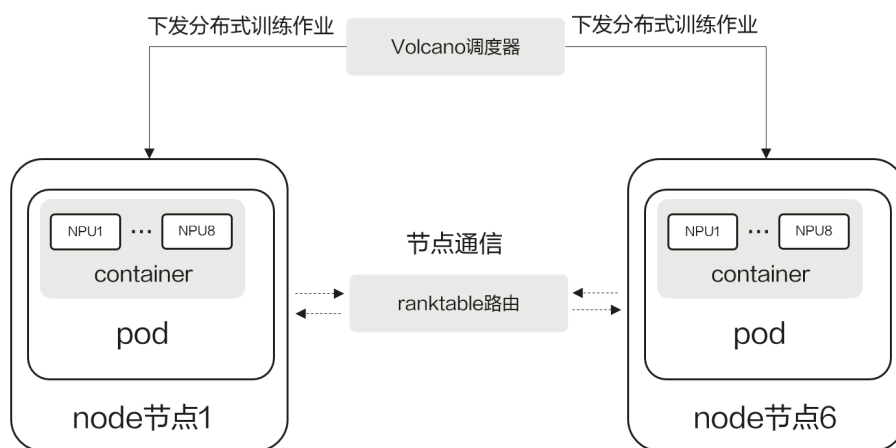 下发分布式训练作业
Volcano调度器
下发分布式训练作业
NPU1 ··· NPU8
container
pod
node节点1
节点通信
ranktable路由
NPU1 ··· NPU8
container
pod
node节点6